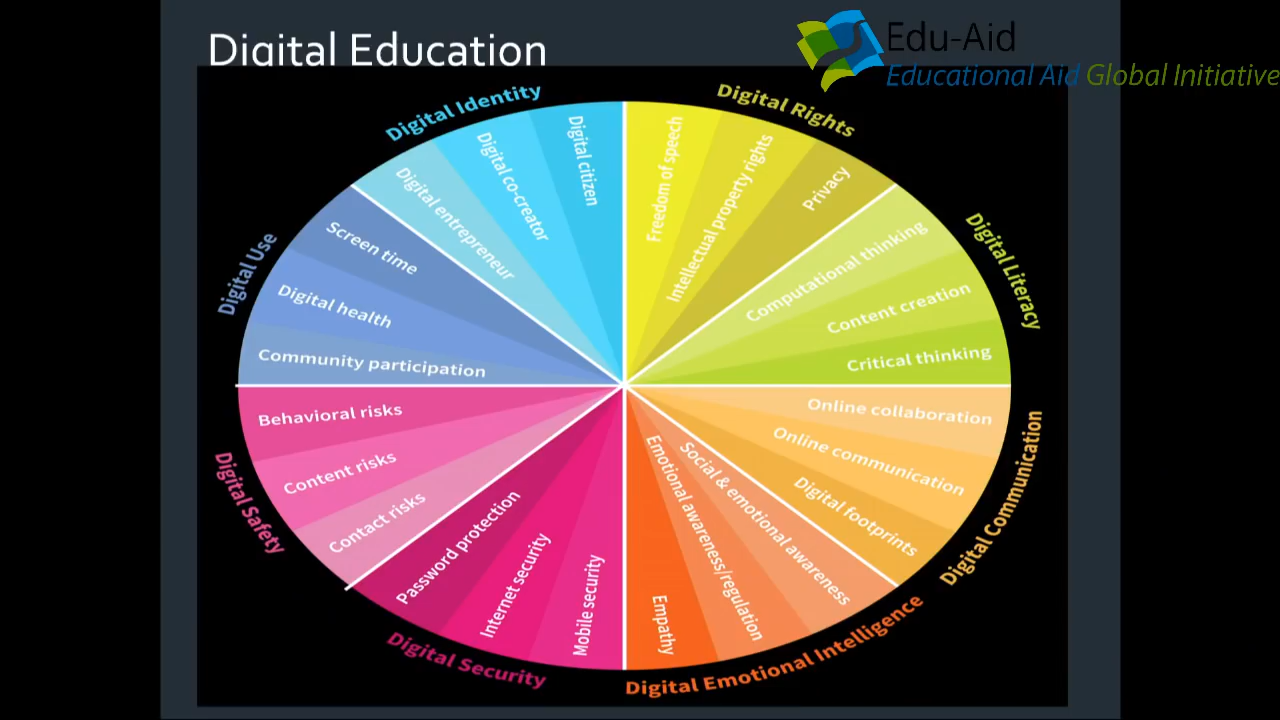 Digital Education
Edu-Aid
Educational Aid Global Initiative
Digital Identity
Digital entrepreneur
Digital co-creator
Digital citizen
Digital Rights
Freedom of speech
Intellectual property rights
Privacy
Digital Literacy
Computational thinking
Content creation
Critical thinking
Digital Communication
Online collaboration
Online communication
Digital footprints
Digital Emotional Intelligence
Social & emotional awareness
Emotional awareness/regulation
Empathy
Digital Security
Mobile security
Internet security
Password protection
Digital Safety
Contact risks
Content risks
Behavioral risks
Digital Use
Community participation
Digital health
Screen time